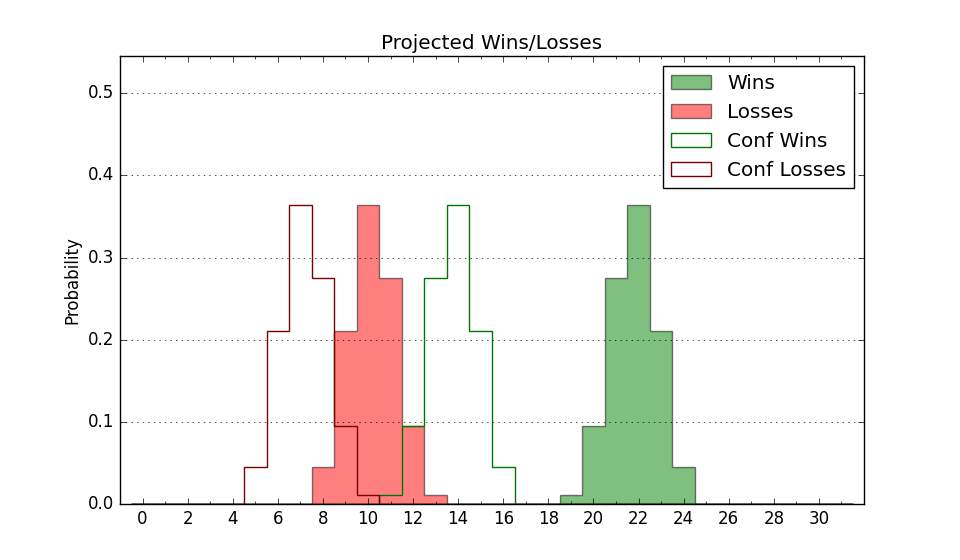 Projected Wins/Losses
Wins
Losses
Conf Wins
Conf Losses
Probability
0.5
0.4
0.3
0.2
0.1
0.0
0 2 4 6 8 10 12 14 16 18 20 22 24 26 28 30